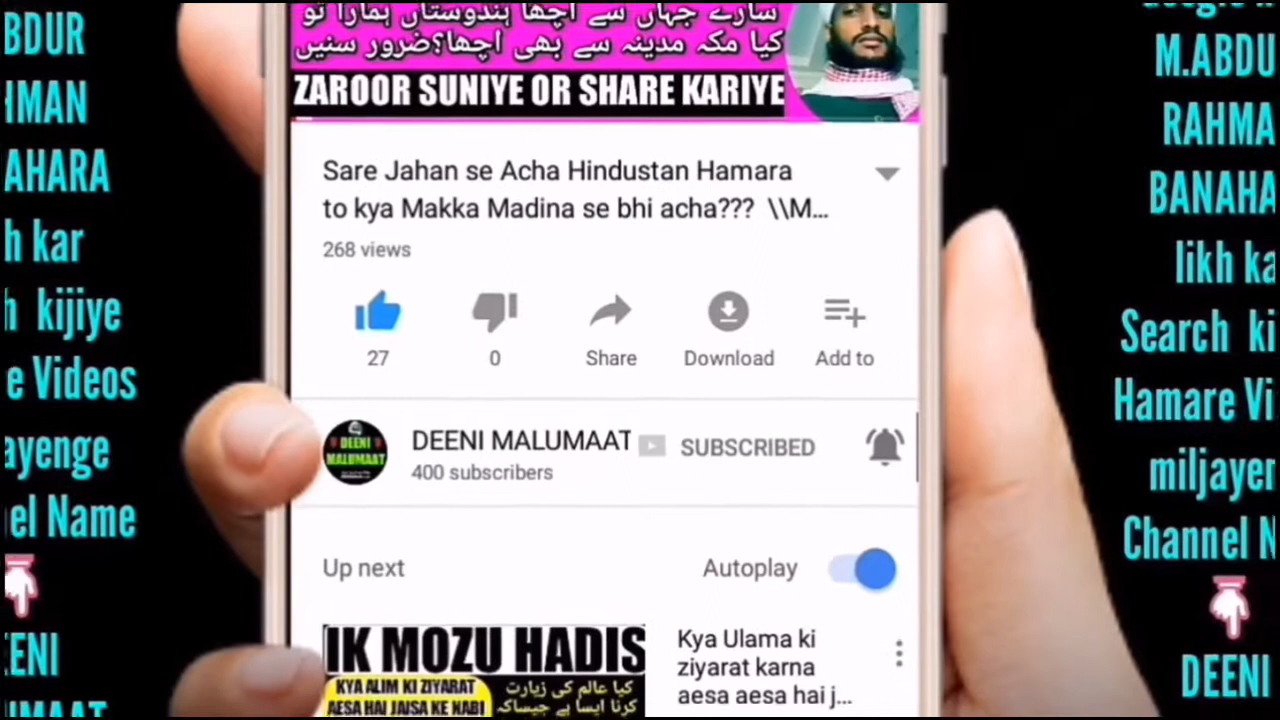 BDUR
HMAN
AHARA
h kar
h kijiye
e Videos
ayenge
el Name
سارے جہاں سے اچھا ہندوستاں ہمارا تو
کیا مکہ مدینہ سے بھی اچھا؟ضرور سنیں
ZAROOR SUNIYE OR SHARE KARIYE
Sare Jahan se Acha Hindustan Hamara
to kya Makka Madina se bhi acha??? \\M...
268 views
27
0
Share
Download
Add to
DEENI
MALUMAAT
DEENI MALUMAAT
SUBSCRIBED
400 subscribers
Up next
Autoplay
IK MOZU HADIS
KYA ALIM KI ZIYARAT
AESA HAI JAISA KE NABI
کیا عالم کی زیارت
کرنا ایسا ہے جیساکہ
Kya Ulama ki
ziyarat karna
aesa aesa hai j...
M.ABDU
RAHMA
BANAHA
likh ka
Search ki
Hamare Vi
miljayer
Channel N
DEENI